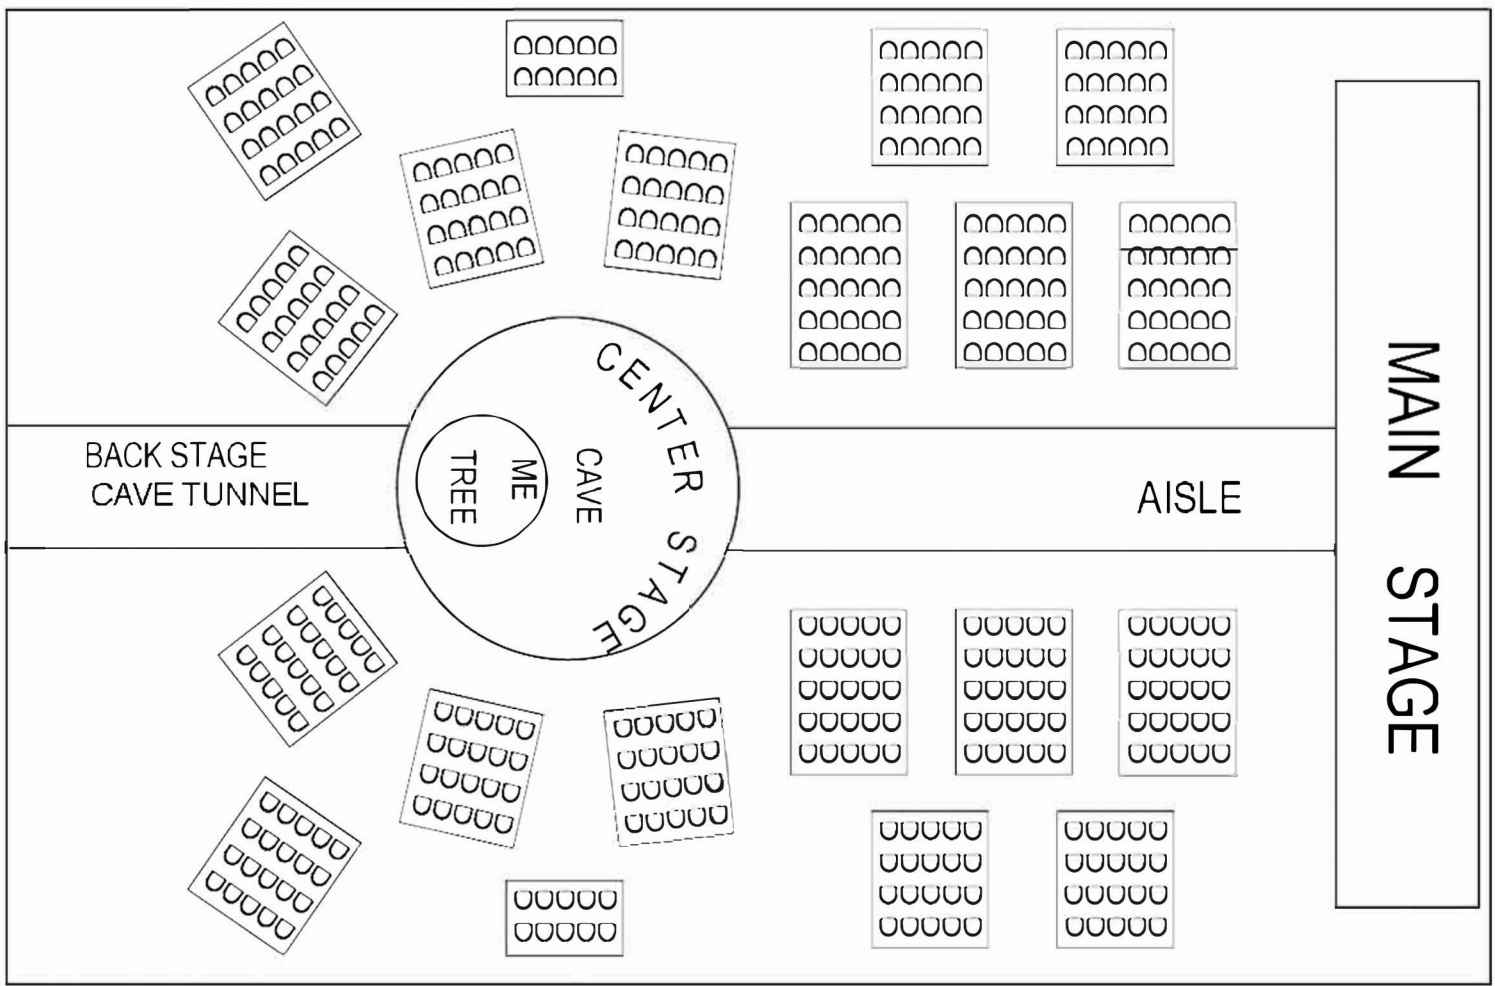 BACK STAGE
CAVE TUNNEL
TREE
ME
CAVE
CENTER STAGE
AISLE
MAIN STAGE